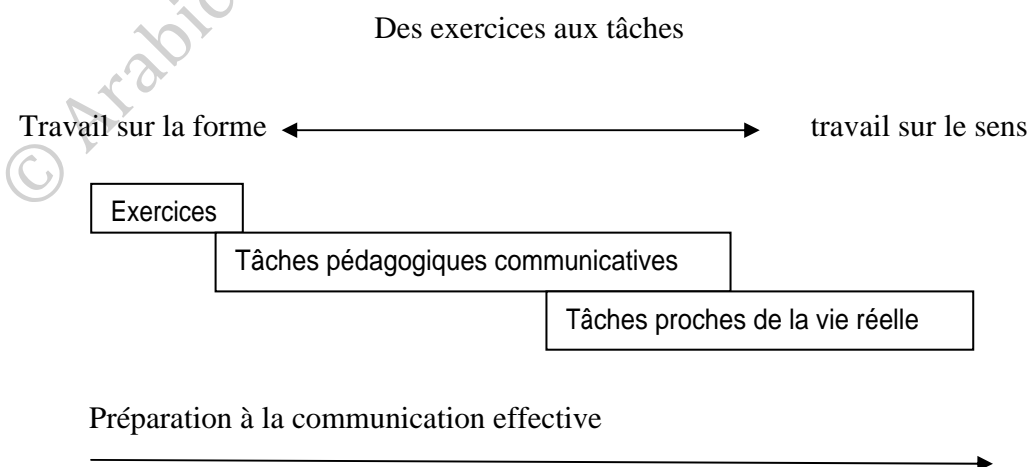 Des exercices aux tâches
Travail sur la forme travail sur le sens
Exercices
Tâches pédagogiques communicatives
Tâches proches de la vie réelle
Préparation à la communication effective
© Arabic